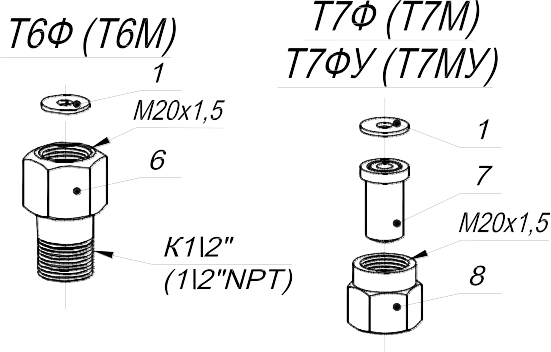 Т6Ф (Т6М)
1
М20х1,5
6
К1\2"
(1\2"NPT)
Т7Ф (Т7М)
Т7ФУ (Т7МУ)
1
7
М20х1,5
8